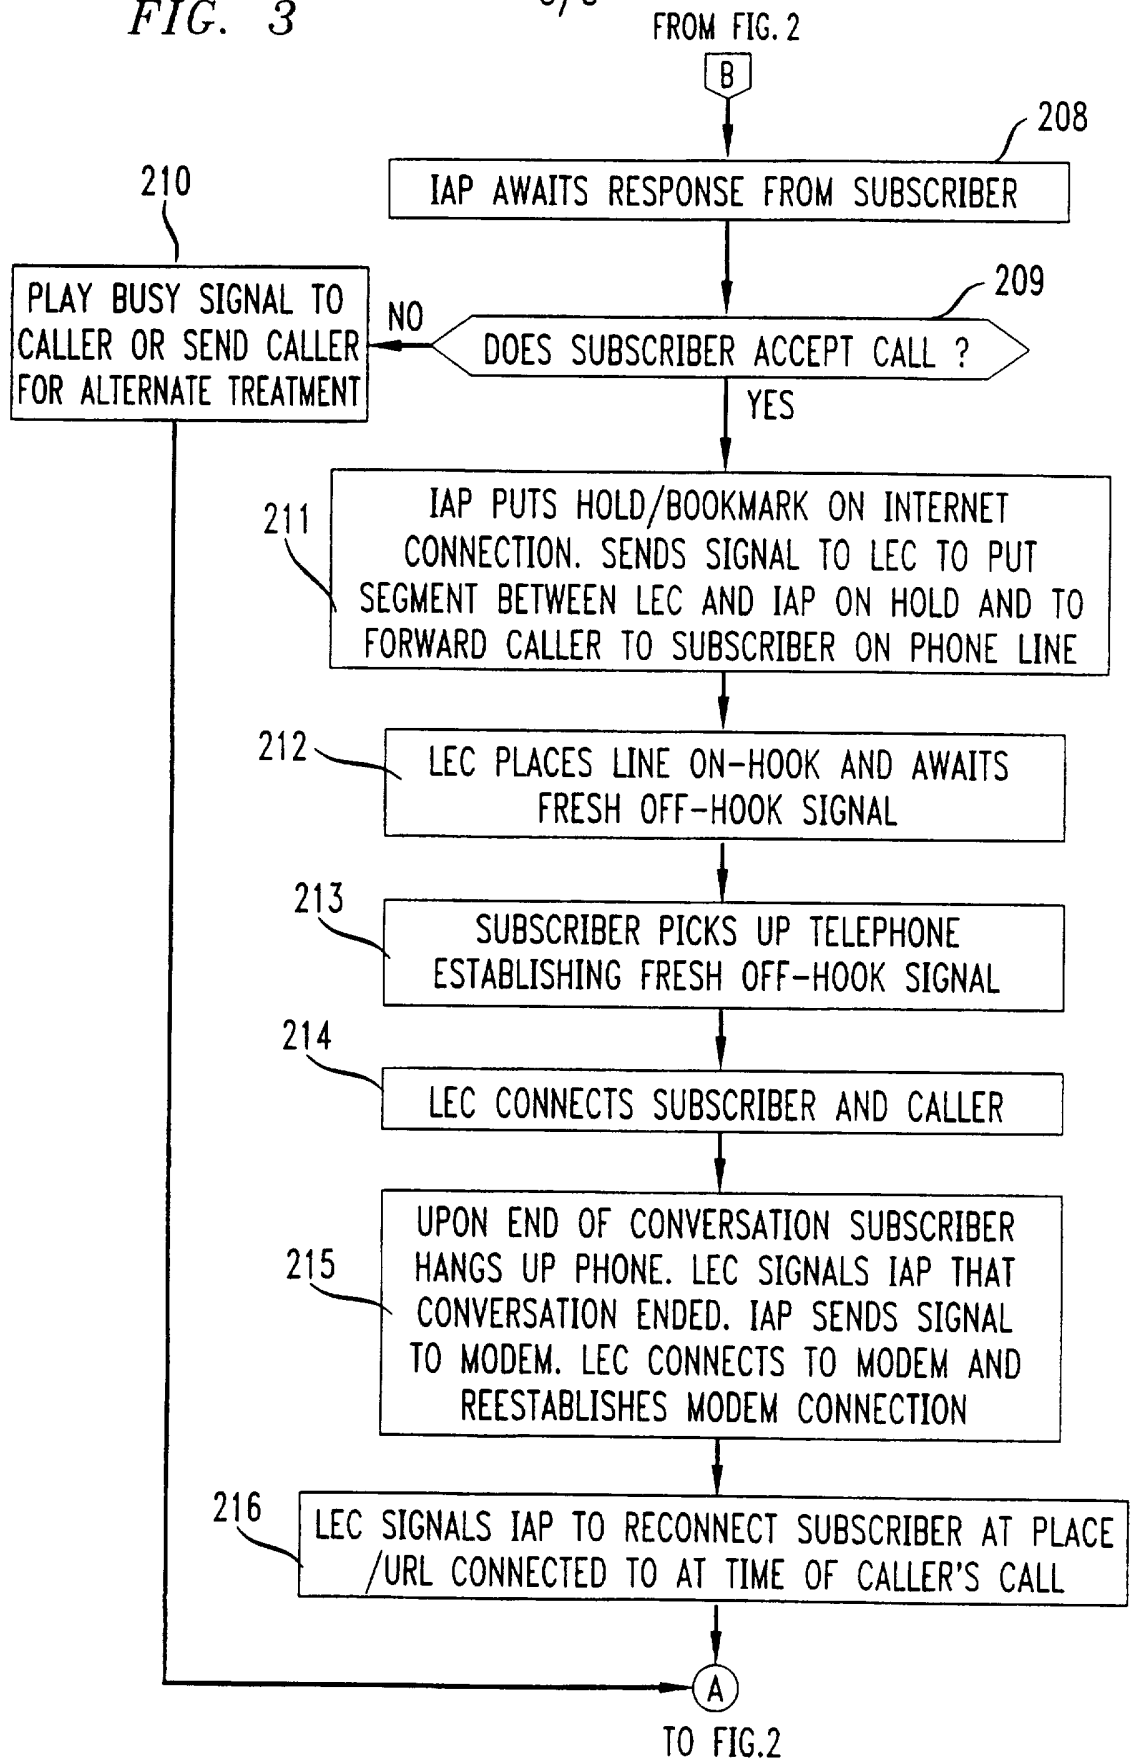 FIG. 3
FROM FIG. 2
B
208
IAP AWAITS RESPONSE FROM SUBSCRIBER
209
DOES SUBSCRIBER ACCEPT CALL ?
NO
210
PLAY BUSY SIGNAL TO
CALLER OR SEND CALLER
FOR ALTERNATE TREATMENT
YES
211
IAP PUTS HOLD/BOOKMARK ON INTERNET
CONNECTION. SENDS SIGNAL TO LEC TO PUT
SEGMENT BETWEEN LEC AND IAP ON HOLD AND TO
FORWARD CALLER TO SUBSCRIBER ON PHONE LINE
212
LEC PLACES LINE ON-HOOK AND AWAITS
FRESH OFF-HOOK SIGNAL
213
SUBSCRIBER PICKS UP TELEPHONE
ESTABLISHING FRESH OFF-HOOK SIGNAL
214
LEC CONNECTS SUBSCRIBER AND CALLER
215
UPON END OF CONVERSATION SUBSCRIBER
HANGS UP PHONE. LEC SIGNALS IAP THAT
CONVERSATION ENDED. IAP SENDS SIGNAL
TO MODEM. LEC CONNECTS TO MODEM AND
REESTABLISHES MODEM CONNECTION
216
LEC SIGNALS IAP TO RECONNECT SUBSCRIBER AT PLACE
/URL CONNECTED TO AT TIME OF CALLER'S CALL
A
TO FIG.2